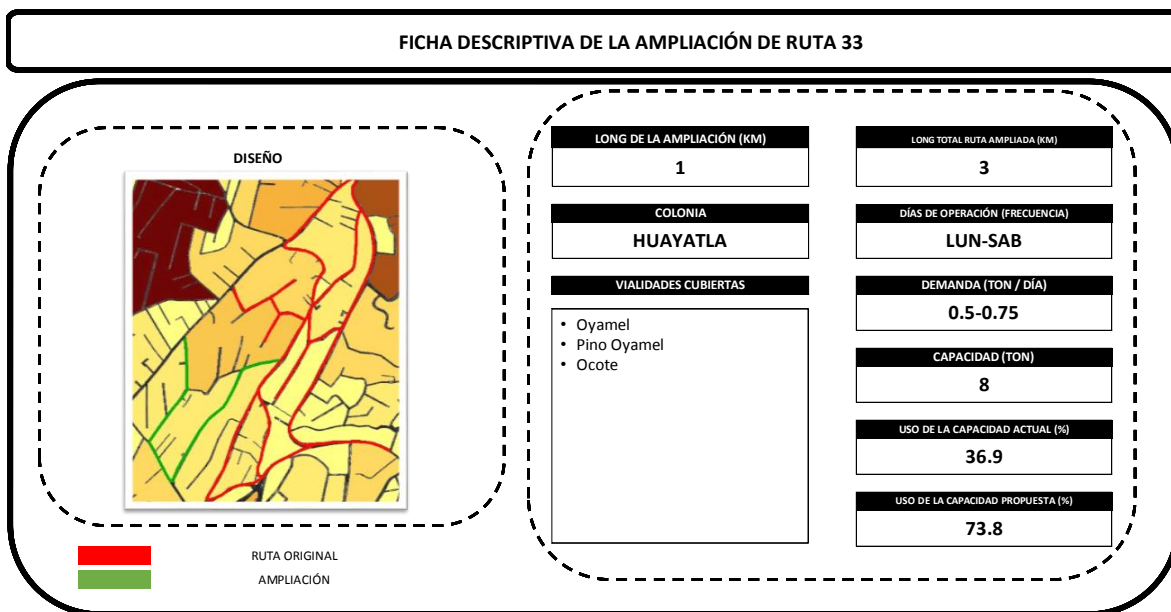 FICHA DESCRIPTIVA DE LA AMPLIACIÓN DE RUTA 33
DISEÑO
RUTA ORIGINAL
AMPLIACIÓN
LONG DE LA AMPLIACIÓN (KM)
1
COLONIA
HUAYATLA
VIALIDADES CUBIERTAS
• Oyamel
• Pino Oyamel
• Ocote
LONG TOTAL RUTA AMPLIADA (KM)
3
DÍAS DE OPERACIÓN (FRECUENCIA)
LUN-SAB
DEMANDA (TON / DÍA)
0.5-0.75
CAPACIDAD (TON)
8
USO DE LA CAPACIDAD ACTUAL (%)
36.9
USO DE LA CAPACIDAD PROPUESTA (%)
73.8